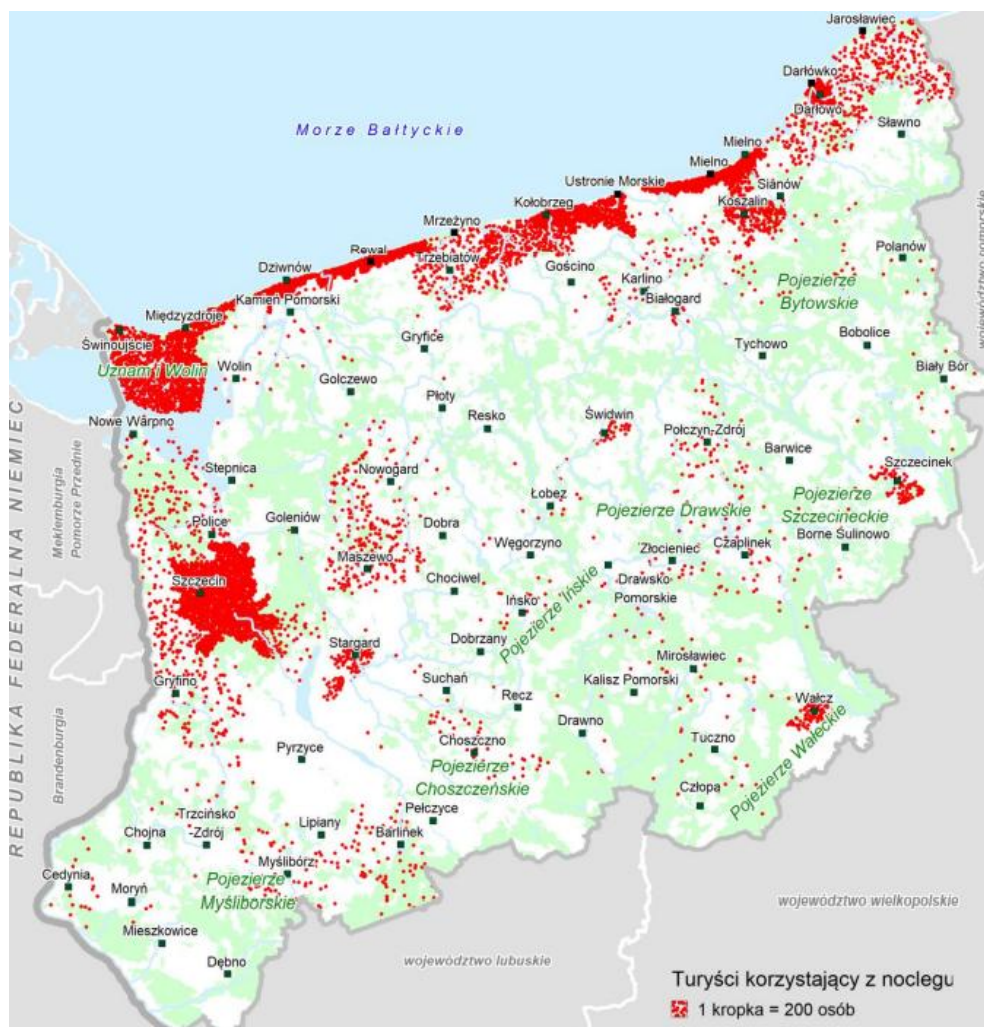 Jarosławiec
Darłówko
Darłowo
Morze Bałtyckie
Sławno
Mielno
Mielno
Ustronie Morskie
Sianów
Kołobrzeg
Koszalin
Mrzeżyno
Rewal
Trzebiatów
Gościno
Polanów
Dziwnów
Karlino
Pojezierze
Bytowskie
Kamień Pomorski
Białogard
województwo pomorskie
Międzyzdroje
Świnoujście
Gryfice
Tychowo
Bobolice
Uznam i Wolin
Wolin
Golczewo
Biały Bór
Płoty
Resko
Świdwin
Nowe Warpno
Połczyn-Zdrój
Barwice
Szczecinek
Stepnica
Nowogard
Łobez
Pojezierze Drawskie
Pojezierze
Szczecineckie
REPUBLIKA FEDERALNA NIEMIEC
Meklemburgia
Pomorze Przednie
Police
Goleniów
Dobra
Węgorzyno
Złocieniec
Czaplinek
Borne Sulinowo
Maszewo
Szczecin
Chociwel
Drawsko
Pomorskie
Ińsko
Pojezierze Ińskie
Stargard
Dobrzany
Mirosławiec
Gryfino
Suchań
Recz
Kalisz Pomorski
Wałcz
Drawno
Choszczno
Pyrzyce
Tuczno
Pojezierze
Choszczeńskie
Pojezierze Wałeckie
Brandenburgia
Człopa
Trzcińsko
-Zdrój
Pełczyce
Chojna
Lipiany
Barlinek
Cedynia
Myślibórz
Moryń
Pojezierze
Myśliborskie
województwo wielkopolskie
Mieszkowice
Dębno
województwo lubuskie
Turyści korzystający z noclegu
1 kropka = 200 osób